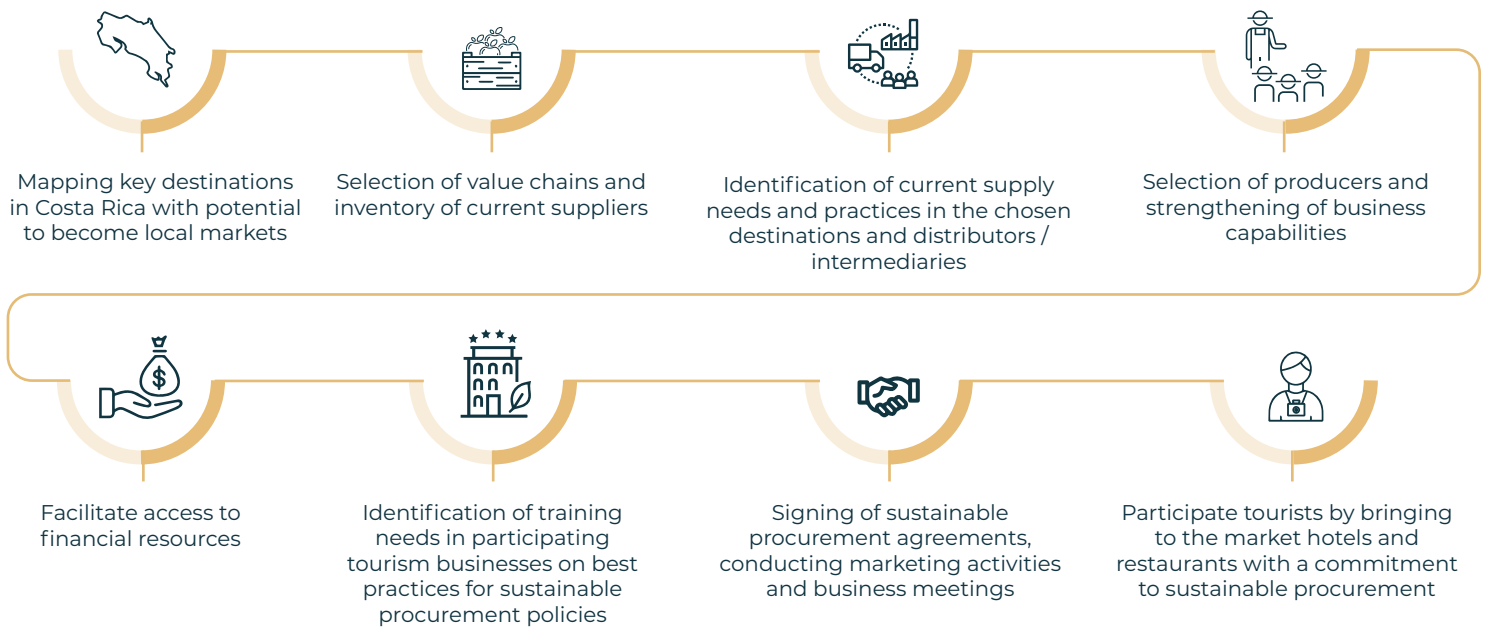 Mapping key destinations
in Costa Rica with potential
to become local markets
Selection of value chains and
inventory of current suppliers
Identification of current supply
needs and practices in the chosen
destinations and distributors /
intermediaries
Selection of producers and
strengthening of business
capabilities
$
Facilitate access to
financial resources
Identification of training
needs in participating
tourism businesses on best
practices for sustainable
procurement policies
Signing of sustainable
procurement agreements,
conducting marketing activities
and business meetings
Participate tourists by bringing
to the market hotels and
restaurants with a commitment
to sustainable procurement